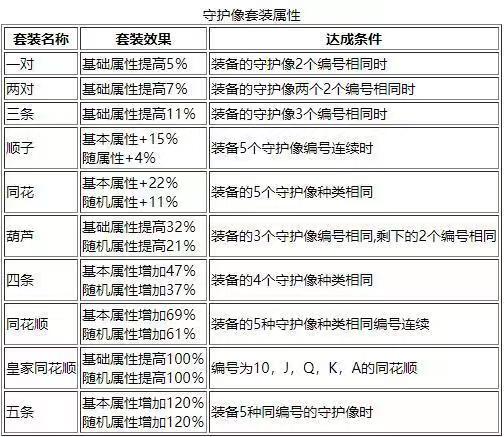 守护像套装属性
套装名称 套装效果 达成条件
一对 基础属性提高5% 装备的守护像2个编号相同时
两对 基础属性提高7% 装备的守护像两个2个编号相同时
三条 基础属性提高11% 装备的守护像3个编号相同时
顺子 基本属性+15% 装备5个守护像编号连续时
随属性+4%
同花 基本属性+22% 装备的5个守护像种类相同
随机属性+11%
葫芦 基础属性提高32% 装备的3个守护像编号相同,剩下的2个编号相同
随机属性提高21%
四条 基本属性增加47% 装备的4个守护像种类相同
随机属性增加37%
同花顺 基本属性增加69% 装备的5种守护像种类相同编号连续
随机属性增加61%
皇家同花顺 基础属性提高100% 编号为10，J，Q，K，A的同花顺
随机属性提高100%
五条 基本属性增加120% 装备5种同编号的守护像时
随机属性增加120%